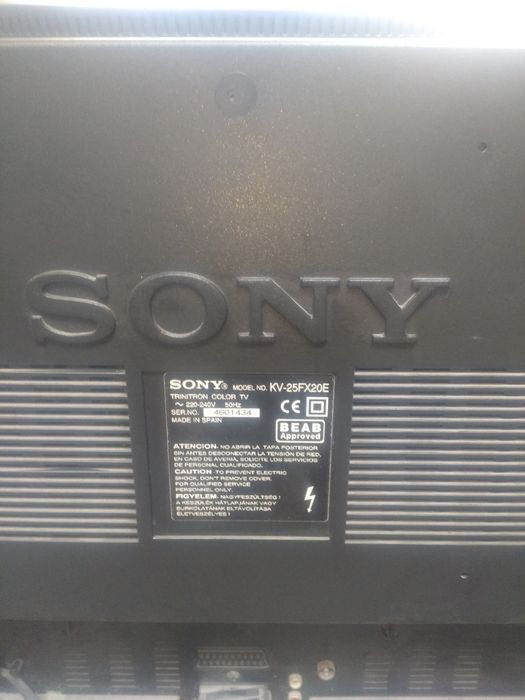 SONY
SONY® MODEL NO. KV-25FX20E
TRINITRON COLOR TV
~ 220-240V 50Hz
SER.NO. 4601434
MADE IN SPAIN
CE
BEAB
Approved
ATENCION- NO ABRIR LA TAPA POSTERIOR
SIN ANTES DESCONECTAR LA TENSIÓN DE RED.
EN CASO DE AVERIA, SOLICITE LOS SERVICIOS
DE PERSONAL CUALIFICADO.
CAUTION -TO PREVENT ELECTRIC
SHOCK, DON'T REMOVE COVER.
FOR QUALIFIED SERVICE
PERSONNEL ONLY.
FIGYELEM- NAGYFESZÜLTSÉG !
A KÉSZÜLÉK HÁTLAPJÁNAK VAGY
BURKOLATÁNAK ELTÁVOLITÁSA
ÉLETVESZÉLYES !